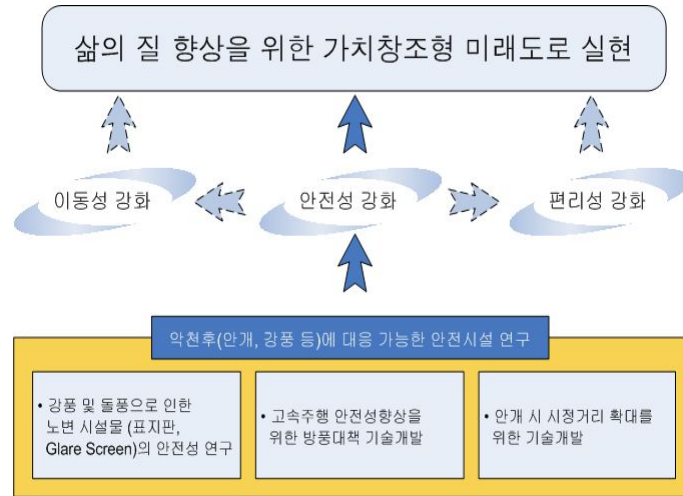 삶의 질 향상을 위한 가치창조형 미래도로 실현
이동성 강화
안전성 강화
편리성 강화
악천후(안개, 강풍 등)에 대응 가능한 안전시설 연구
• 강풍 및 돌풍으로 인한
노변 시설물 (표지판,
Glare Screen)의 안전성 연구
• 고속주행 안전성향상을
위한 방풍대책 기술개발
• 안개 시 시정거리 확대를
위한 기술개발